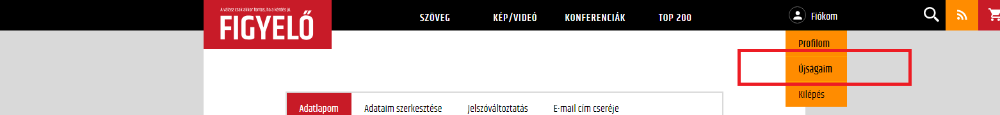 A válasz csak akkor fontos, ha a kérdés jó.
FIGYELŐ
SZÖVEG KÉP/VIDEÓ KONFERENCIÁK TOP 200 Fiókom
Profilom
Újságaim
Kilépés
Adatlapom Adataim szerkesztése Jelszóváltoztatás E-mail cím cseréje